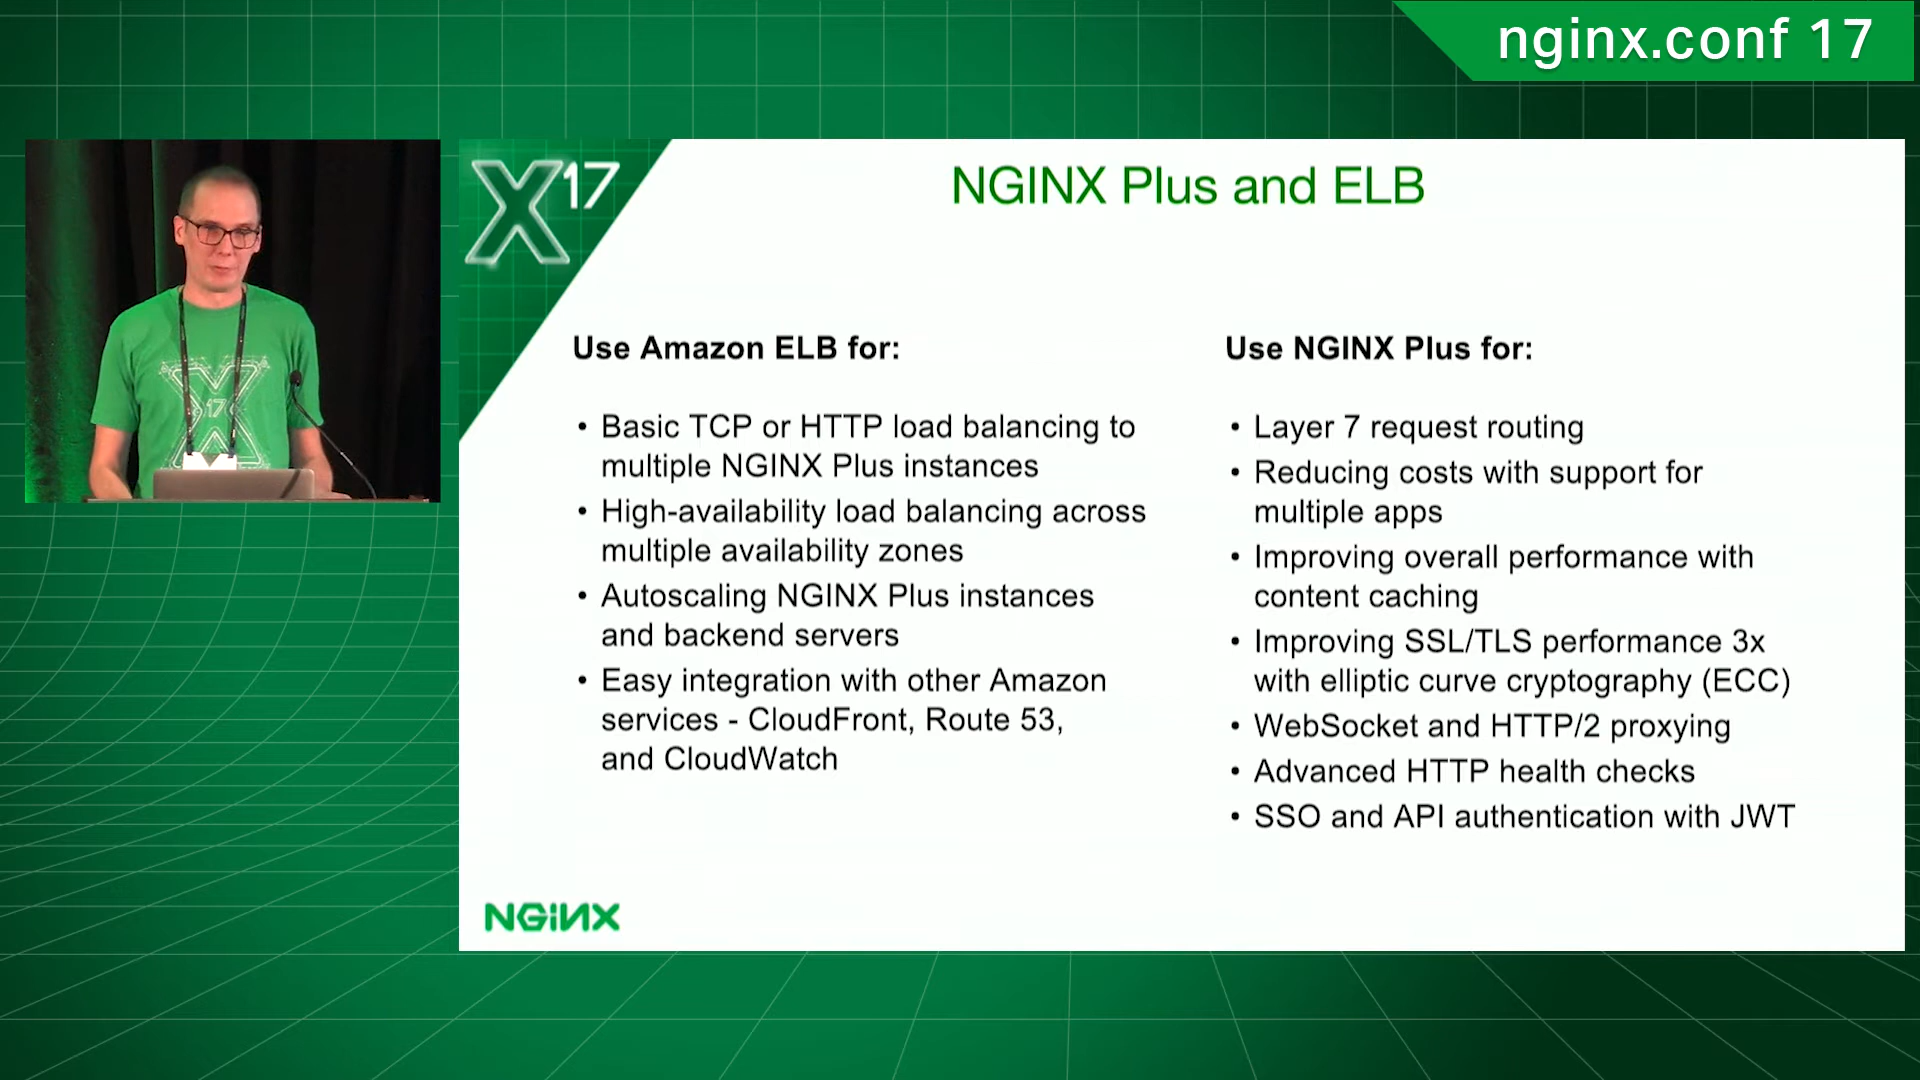 nginx.conf 17
X17
NGINX Plus and ELB
Use Amazon ELB for:
• Basic TCP or HTTP load balancing to
multiple NGINX Plus instances
• High-availability load balancing across
multiple availability zones
• Autoscaling NGINX Plus instances
and backend servers
• Easy integration with other Amazon
services - CloudFront, Route 53,
and CloudWatch
Use NGINX Plus for:
• Layer 7 request routing
• Reducing costs with support for
multiple apps
• Improving overall performance with
content caching
• Improving SSL/TLS performance 3x
with elliptic curve cryptography (ECC)
• WebSocket and HTTP/2 proxying
• Advanced HTTP health checks
• SSO and API authentication with JWT
NGINX
X
17